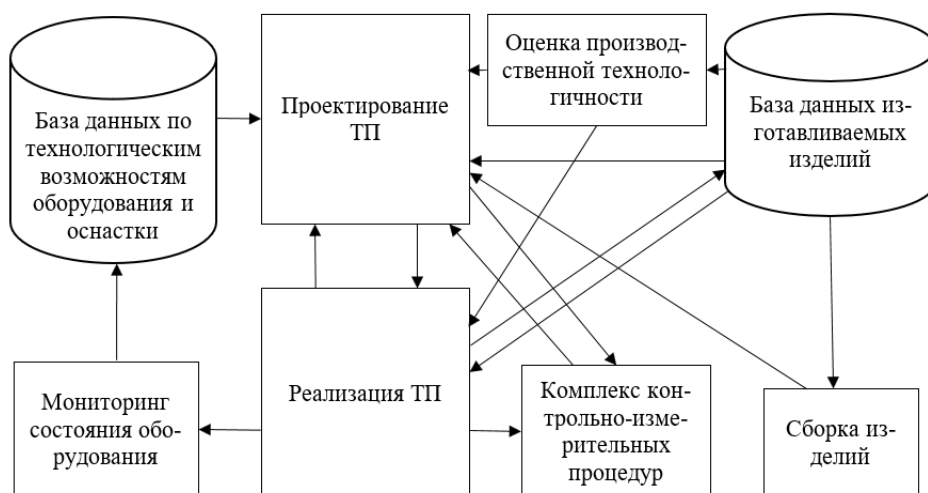 База данных по
технологическим
возможностям
оборудования и
оснастки
Проектирование
ТП
Оценка производ-
ственной техноло-
гичности
База данных из-
готавливаемых
изделий
Мониторинг
состояния обо-
рудования
Реализация ТП
Комплекс кон-
трольно-изме-
рительных
процедур
Сборка из-
делий